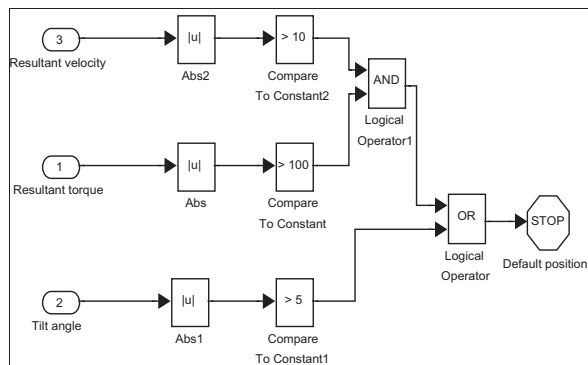 3
Resultant velocity
|u|
Abs2
> 10
Compare
To Constant2
AND
Logical
Operator1
1
Resultant torque
|u|
Abs
> 100
Compare
To Constant
OR
Logical
Operator
STOP
Default position
2
Tilt angle
|u|
Abs1
> 5
Compare
To Constant1